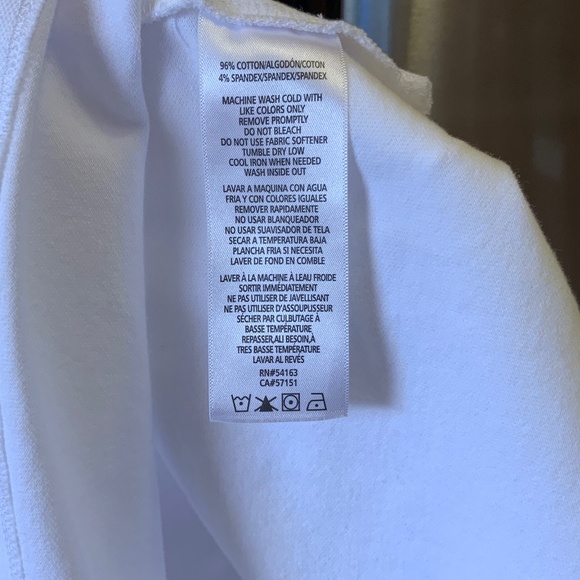 96% COTTON/ALGODÓN/COTON
4% SPANDEX/SPANDEX/SPANDEX
MACHINE WASH COLD WITH
LIKE COLORS ONLY
REMOVE PROMPTLY
DO NOT BLEACH
DO NOT USE FABRIC SOFTENER
TUMBLE DRY LOW
COOL IRON WHEN NEEDED
WASH INSIDE OUT
LAVAR A MAQUINA CON AGUA
FRIA Y CON COLORES IGUALES
REMOVER RAPIDAMENTE
NO USAR BLANQUEADOR
NO USAR SUAVISADOR DE TELA
SECAR A TEMPERATURA BAJA
PLANCHA FRIA SI NECESITA
LAVER DE FOND EN COMBLE
LAVER À LA MACHINE À LEAU FROIDE
SORTIR IMMÉDIATEMENT
NE PAS UTILISER DE JAVELLISANT
NE PAS UTILISER D'ASSOUPLISSEUR
SÉCHER PAR CULBUTAGE À
BASSE TEMPÉRATURE
REPASSER,ALI BESOIN,À
TRES BASSE TEMPÉRATURE
LAVAR AL REVÉS
RN#54163
CA#57151